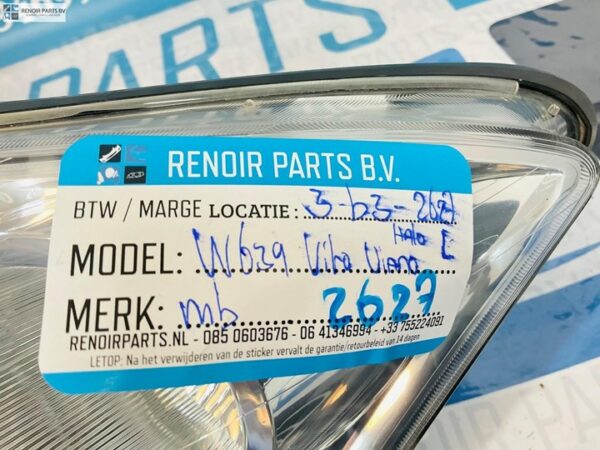 RENOIR PARTS BV.
PARTS
RENOIR PARTS B.V.
BTW / MARGE LOCATIE: 3-b3-2627
MODEL: W639 Vito Viano Halo L
MERK: mb 2627
RENOIRPARTS.NL - 085 0603676 - 06 41346994 - +33 755224091
LETOP: Na het verwijderen van de sticker vervalt de garantie/retourbeleid van 14 dagen